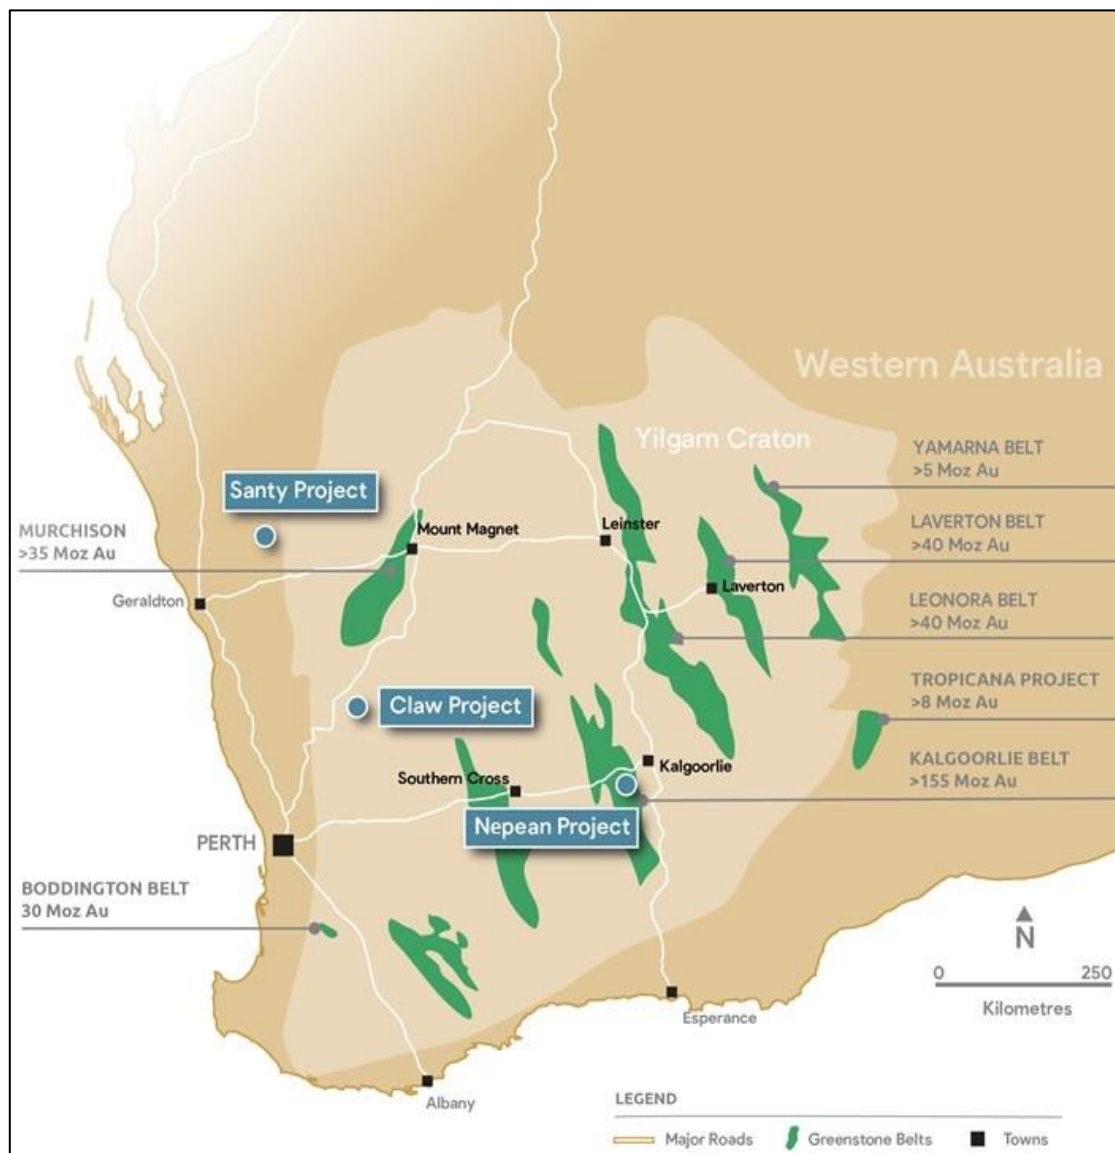 Western Australia
Yilgarn Craton
YAMARNA BELT
>5 Moz Au
Santy Project
MURCHISON
>35 Moz Au
Mount Magnet
Leinster
LAVERTON BELT
>40 Moz Au
Geraldton
Laverton
LEONORA BELT
>40 Moz Au
TROPICANA PROJECT
>8 Moz Au
Claw Project
KALGOORLIE BELT
>155 Moz Au
Kalgoorlie
Southern Cross
Nepean Project
PERTH
BODDINGTON BELT
30 Moz Au
N
0 250
Kilometres
Esperance
Albany
LEGEND
Major Roads Greenstone Belts Towns